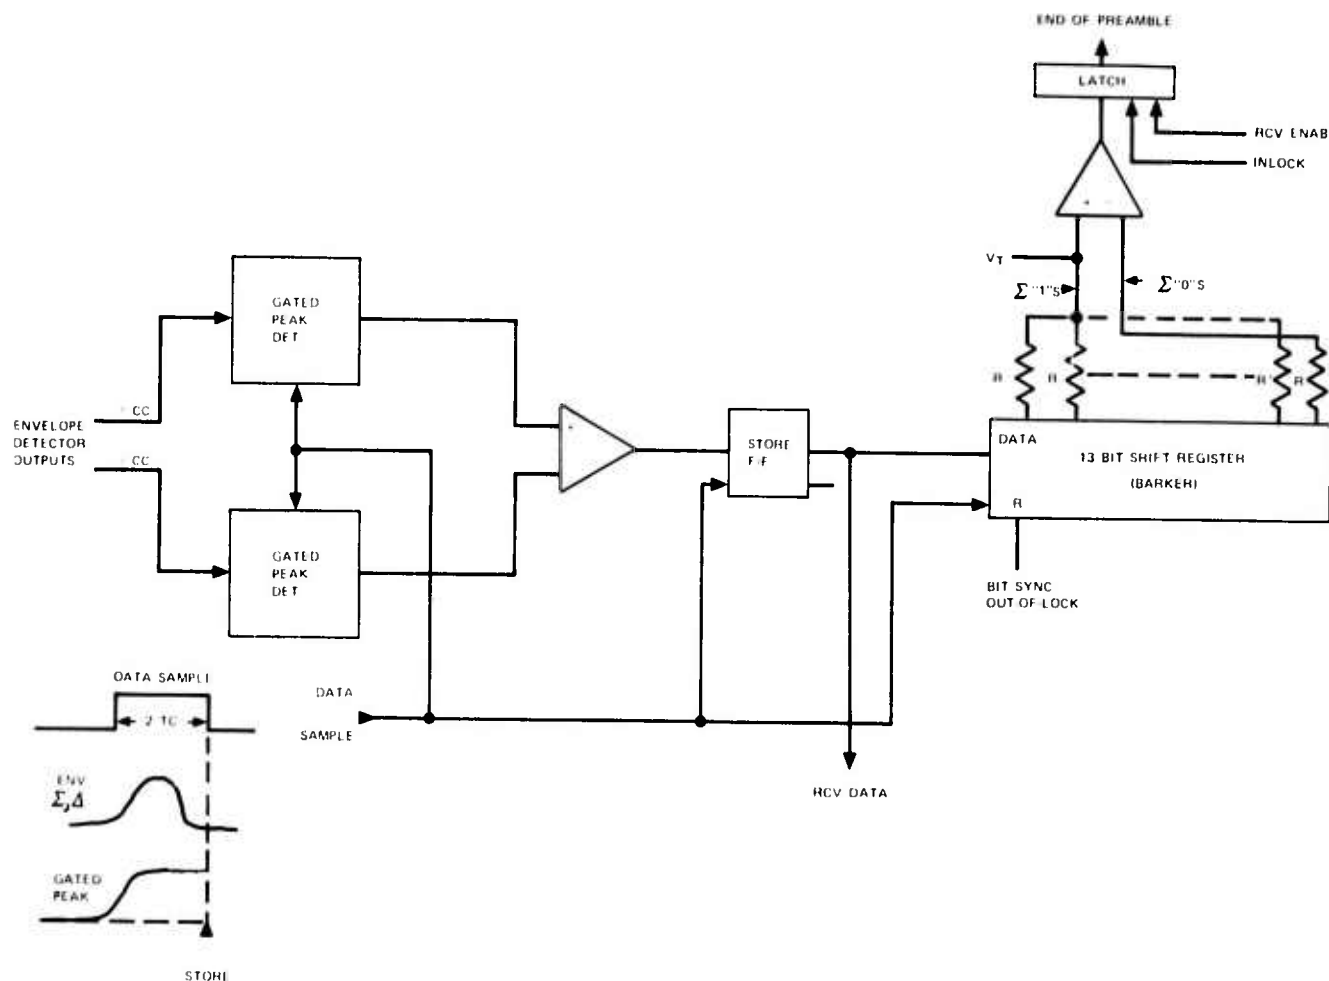 END OF PREAMBLE
LATCH
RCV ENAB
INLOCK
+ -
VT
Σ "1"S
Σ "0"S
R R R R
DATA
13 BIT SHIFT REGISTER
(BARKER)
R
BIT SYNC
OUT-OF-LOCK
GATED
PEAK
DET
CC
ENVELOPE
DETECTOR
OUTPUTS
CC
+
STORE
F/F
GATED
PEAK
DET
DATA SAMPLE
2 TC
DATA
SAMPLE
ENV
Σ,Δ
RCV DATA
GATED
PEAK
STORE